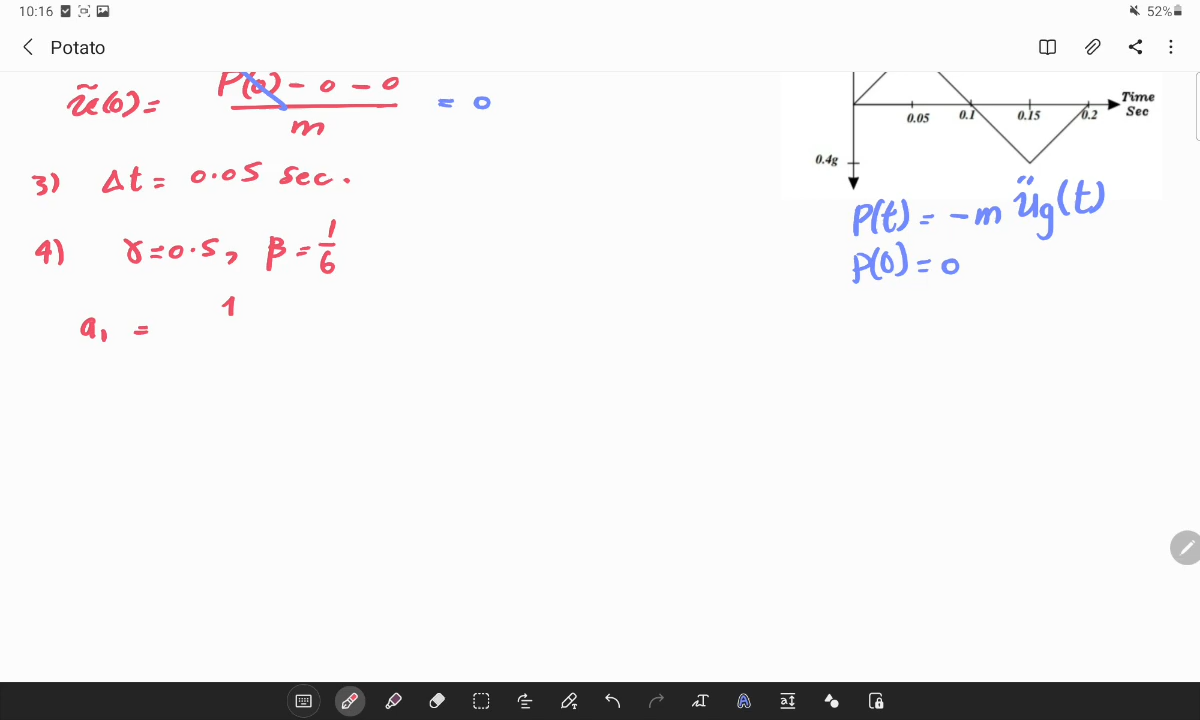 10:16
52%
Potato
ü(0) = P(0) - 0 - 0 / m = 0
3) Δt = 0.05 sec.
4) γ = 0.5, β = 1/6
a₁ = 1
0.05 0.1 0.15 0.2 Time Sec
0.4g
P(t) = -m üg(t)
P(0) = 0